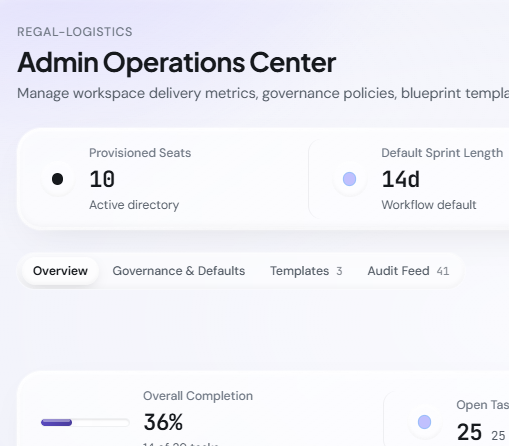 REGAL-LOGISTICS
Admin Operations Center
Manage workspace delivery metrics, governance policies, blueprint templa
Provisioned Seats
10
Active directory
Default Sprint Length
14d
Workflow default
Overview Governance & Defaults Templates 3 Audit Feed 41
Overall Completion
36%
Open Tas
25 25